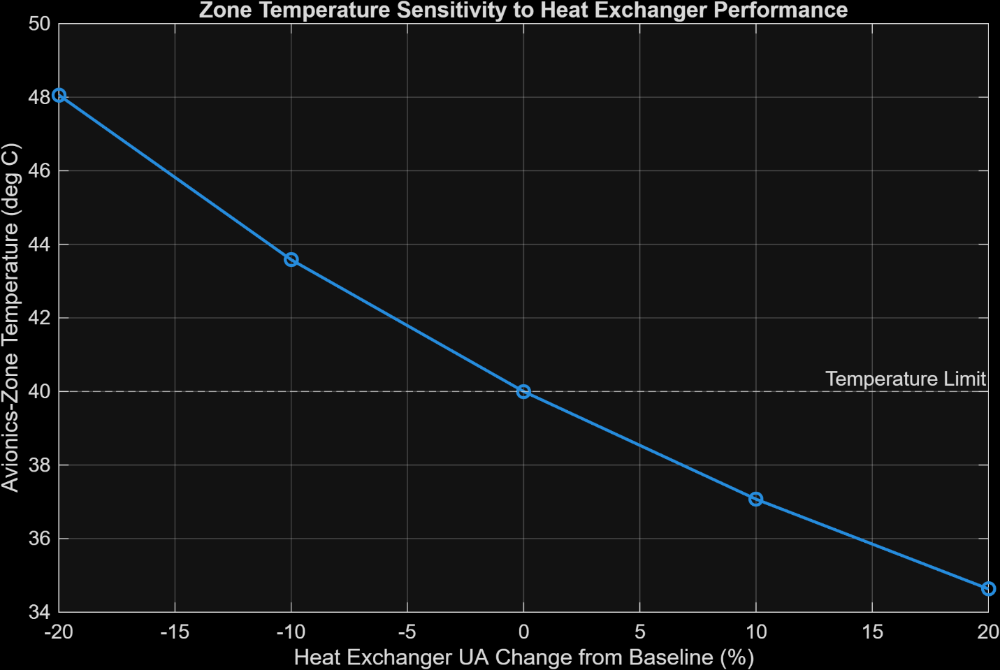 Zone Temperature Sensitivity to Heat Exchanger Performance
Avionics-Zone Temperature (deg C)
50
48
46
44
42
40
38
36
34
Temperature Limit
-20 -15 -10 -5 0 5 10 15 20
Heat Exchanger UA Change from Baseline (%)